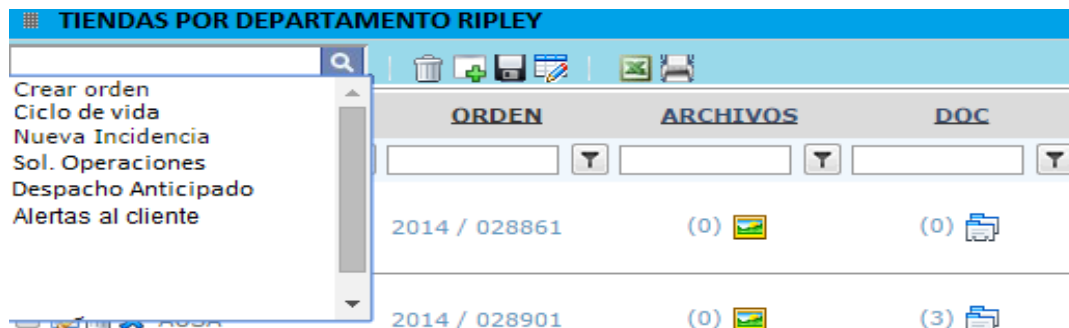 TIENDAS POR DEPARTAMENTO RIPLEY
Crear orden
Ciclo de vida
Nueva Incidencia
Sol. Operaciones
Despacho Anticipado
Alertas al cliente
ORDEN ARCHIVOS DOC
2014 / 028861 (0) (0)
AUSA 2014 / 028901 (0) (3)